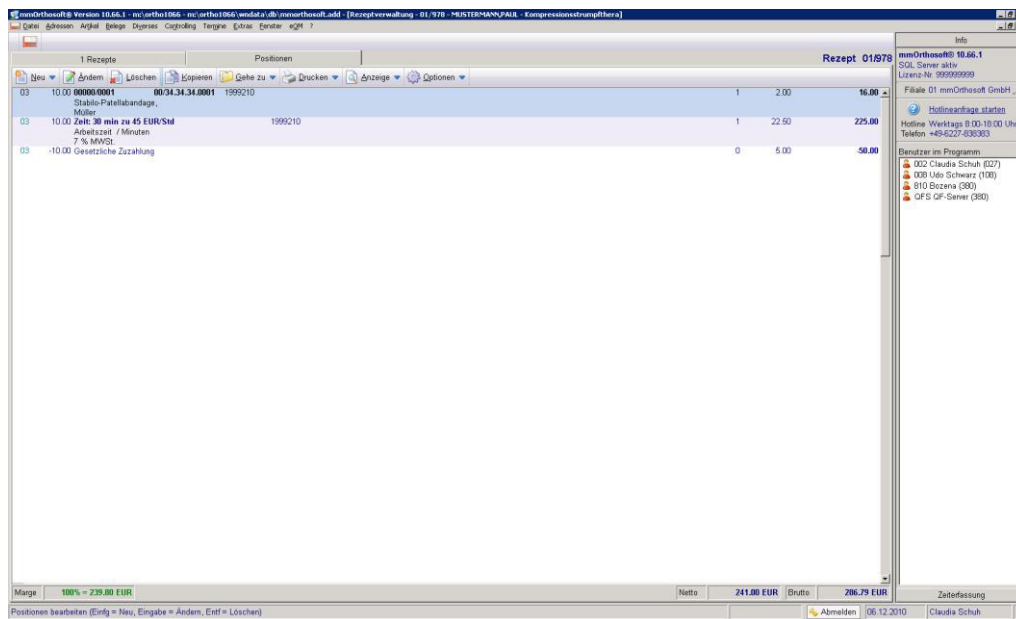 mmOrthosoft® Version 10.66.1 - m:\ortho1066 - m:\ortho1066\wndata\db\mmorthosoft.add - [Rezeptverwaltung - 01/978 - MUSTERMANN,PAUL - Kompressionsstrumpfthera]
Datei Adressen Artikel Belege Diverses Controlling Termine Extras Fenster eQM ?
Info
1 Rezepte Positionen Rezept 01/978
mmOrthosoft® 10.66.1
SQL Server aktiv
Lizenz-Nr. 999999999
Neu Ändern Löschen Kopieren Gehe zu Drucken Anzeige Optionen
Filiale 01 mmOrthosoft GmbH
03 10.00 00000/0001 00/34.34.34.0001 1999210 1 2.00 16.00
Stabilo-Patellabandage,
Müller
03 10.00 Zeit: 30 min zu 45 EUR/Std 1999210 1 22.50 225.00
Arbeitszeit / Minuten
7 % MWSt.
03 -10.00 Gesetzliche Zuzahlung 0 5.00 -50.00
Hotlineanfrage starten
Hotline Werktags 8:00-18:00 Uhr
Telefon +49-6227-838383
Benutzer im Programm
002 Claudia Schuh (027)
008 Udo Schwarz (108)
810 Bozena (380)
QFS QF-Server (380)
Marge 100% = 239.00 EUR Netto 241.00 EUR Brutto 286.79 EUR
Zeiterfassung
Positionen bearbeiten (Einfg = Neu, Eingabe = Ändern, Entf = Löschen) Abmelden 06.12.2010 Claudia Schuh